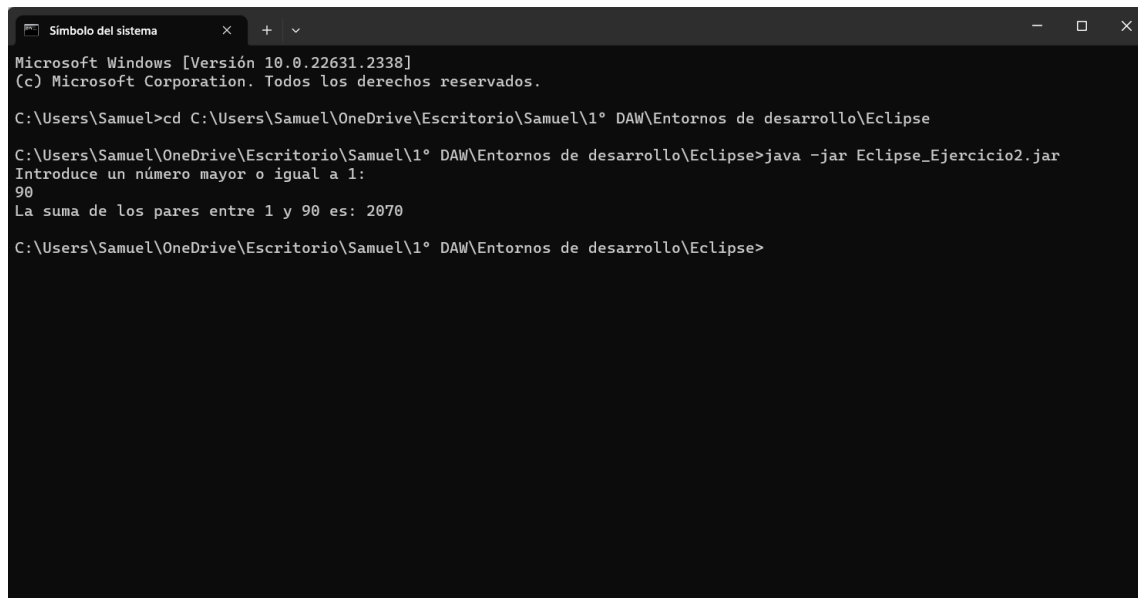 Símbolo del sistema
Microsoft Windows [Versión 10.0.22631.2338]
(c) Microsoft Corporation. Todos los derechos reservados.
C:\Users\Samuel>cd C:\Users\Samuel\OneDrive\Escritorio\Samuel\1° DAW\Entornos de desarrollo\Eclipse
C:\Users\Samuel\OneDrive\Escritorio\Samuel\1° DAW\Entornos de desarrollo\Eclipse>java -jar Eclipse_Ejercicio2.jar
Introduce un número mayor o igual a 1:
90
La suma de los pares entre 1 y 90 es: 2070
C:\Users\Samuel\OneDrive\Escritorio\Samuel\1° DAW\Entornos de desarrollo\Eclipse>